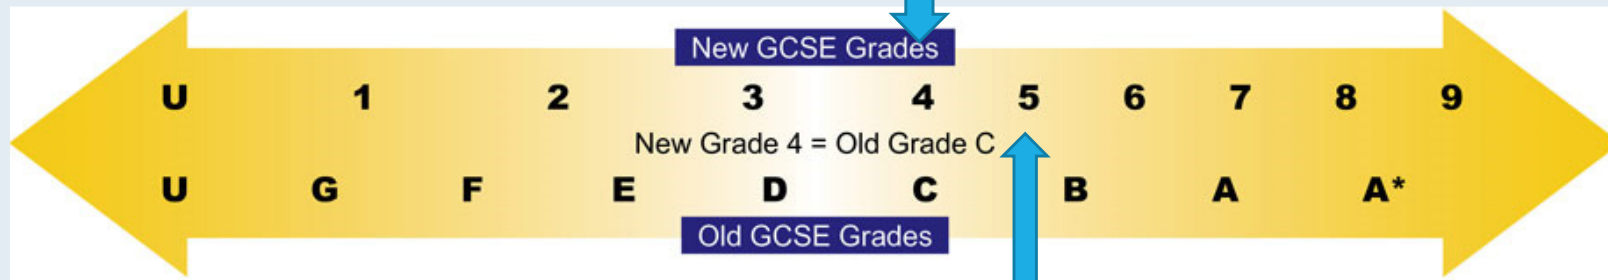 New GCSE Grades
U 1 2 3 4 5 6 7 8 9
New Grade 4 = Old Grade C
U G F E D C B A A*
Old GCSE Grades